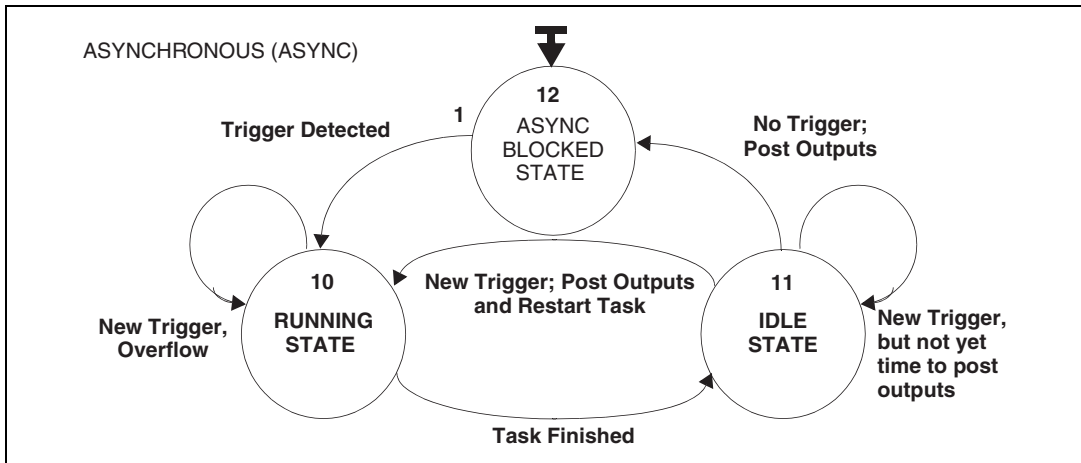 ASYNCHRONOUS (ASYNC)
12
ASYNC
BLOCKED
STATE
1
Trigger Detected
No Trigger;
Post Outputs
10
RUNNING
STATE
New Trigger,
Overflow
New Trigger; Post Outputs
and Restart Task
11
IDLE
STATE
New Trigger,
but not yet
time to post
outputs
Task Finished